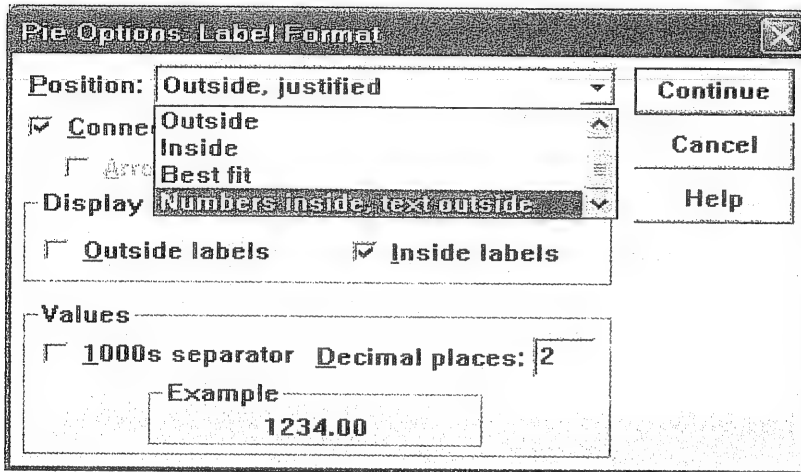 Pie Options: Label Format
Position: Outside, justified
Continue
Outside
Inside
Best fit
Numbers inside, text outside
Cancel
Help
Display
Outside labels
Inside labels
Values
1000s separator
Decimal places: 2
Example
1234.00